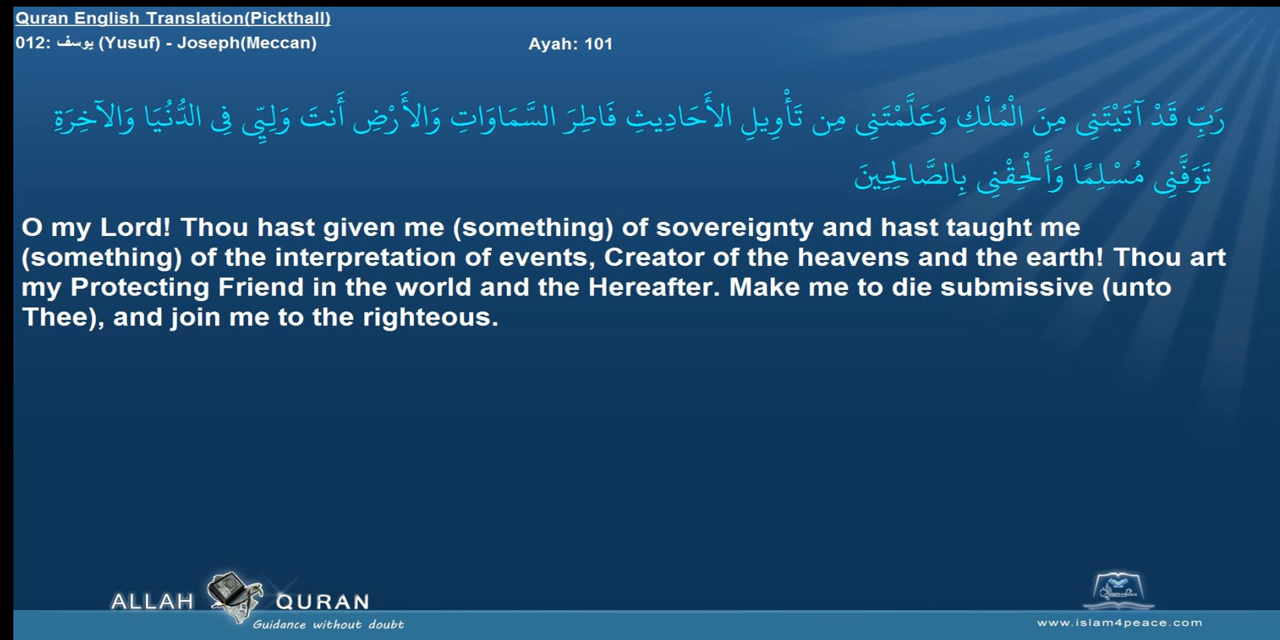 Quran English Translation(Pickthall)
012: يوسف (Yusuf) - Joseph(Meccan)
Ayah: 101
رَبِّ قَدْ آتَيْتَنِي مِنَ الْمُلْكِ وَعَلَّمْتَنِي مِن تَأْوِيلِ الأَحَادِيثِ فَاطِرَ السَّمَاوَاتِ وَالأَرْضِ أَنتَ وَلِيِّي فِي الدُّنُيَا وَالآخِرَةِ
تَوَفَّنِي مُسْلِمًا وَأَلْحِقْنِي بِالصَّالِحِينَ
O my Lord! Thou hast given me (something) of sovereignty and hast taught me
(something) of the interpretation of events, Creator of the heavens and the earth! Thou art
my Protecting Friend in the world and the Hereafter. Make me to die submissive (unto
Thee), and join me to the righteous.
ALLAH QURAN
Guidance without doubt
www.islam4peace.com